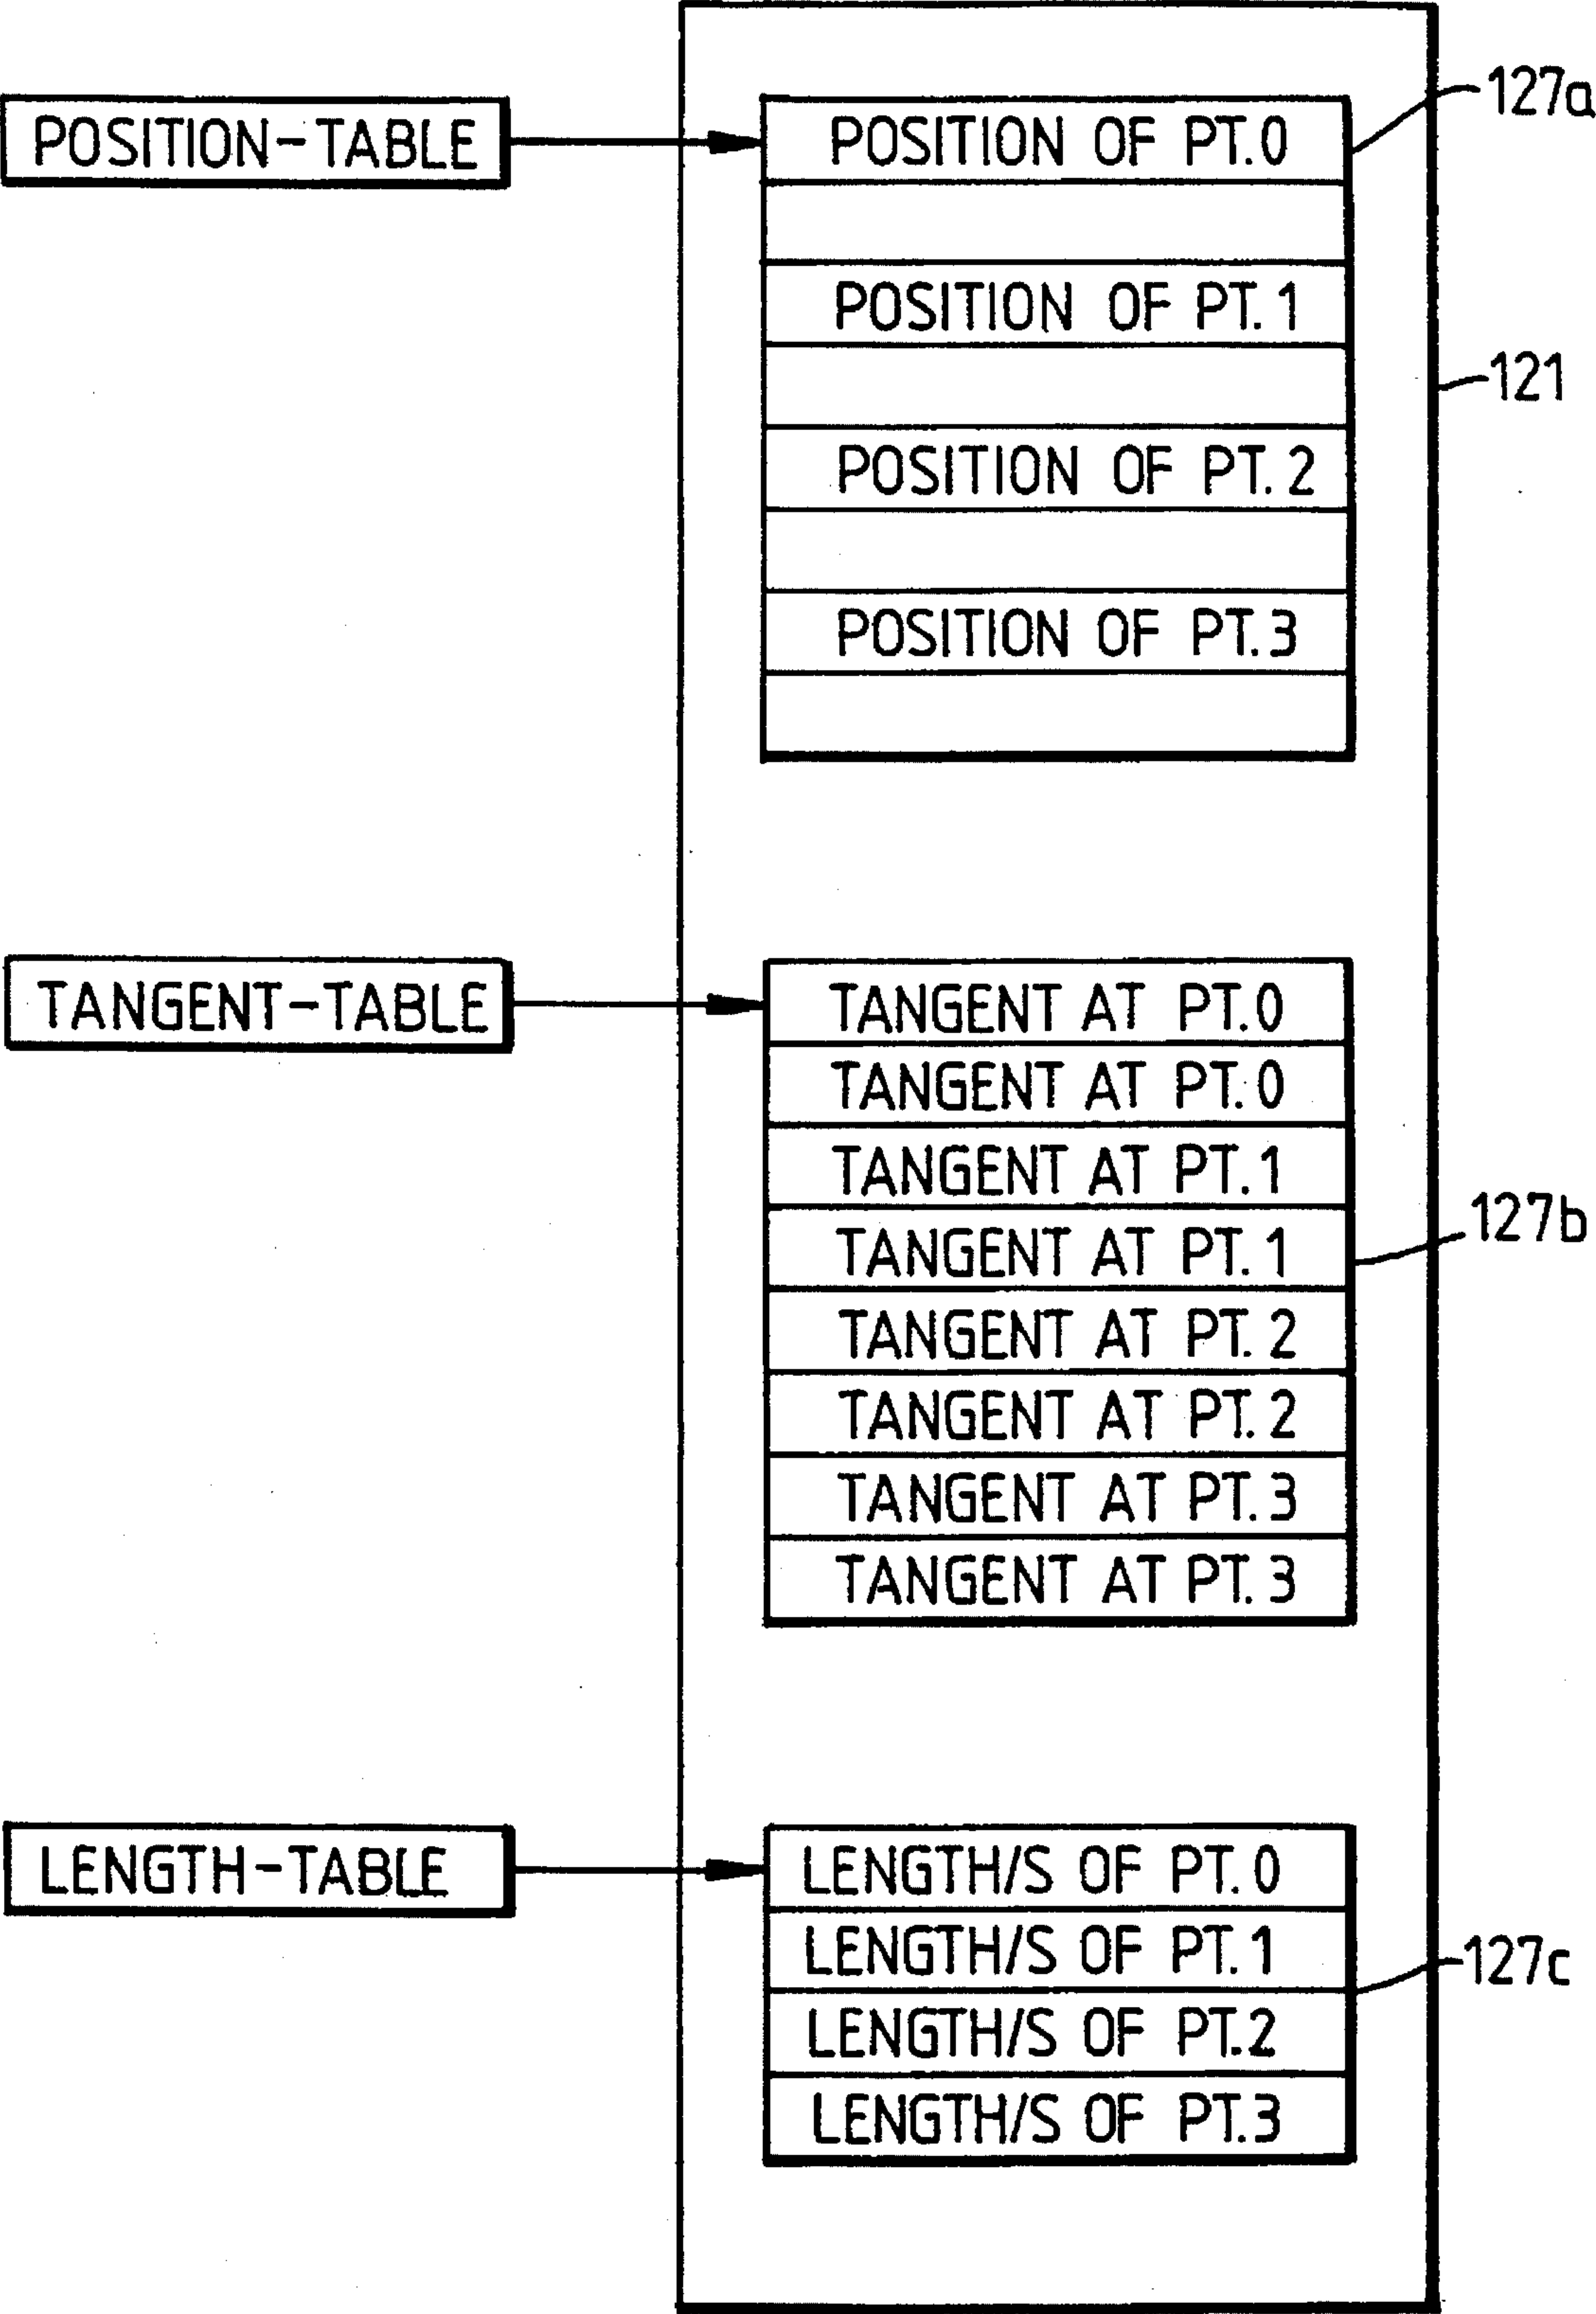 127a
POSITION-TABLE
POSITION OF PT.0
POSITION OF PT.1
121
POSITION OF PT.2
POSITION OF PT.3
TANGENT-TABLE
TANGENT AT PT.0
TANGENT AT PT.0
TANGENT AT PT.1
TANGENT AT PT.1
127b
TANGENT AT PT.2
TANGENT AT PT.2
TANGENT AT PT.3
TANGENT AT PT.3
LENGTH-TABLE
LENGTH/S OF PT.0
LENGTH/S OF PT.1
127c
LENGTH/S OF PT.2
LENGTH/S OF PT.3